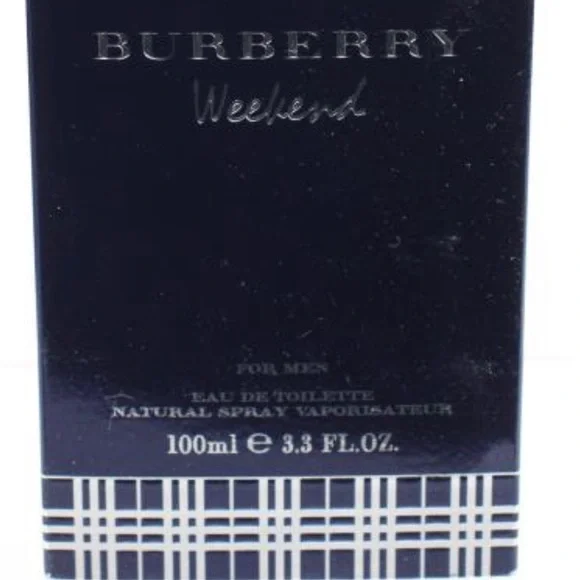 BURBERRY
Weekend
FOR MEN
EAU DE TOILETTE
NATURAL SPRAY VAPORISATEUR
100ml e 3.3 FL.OZ.